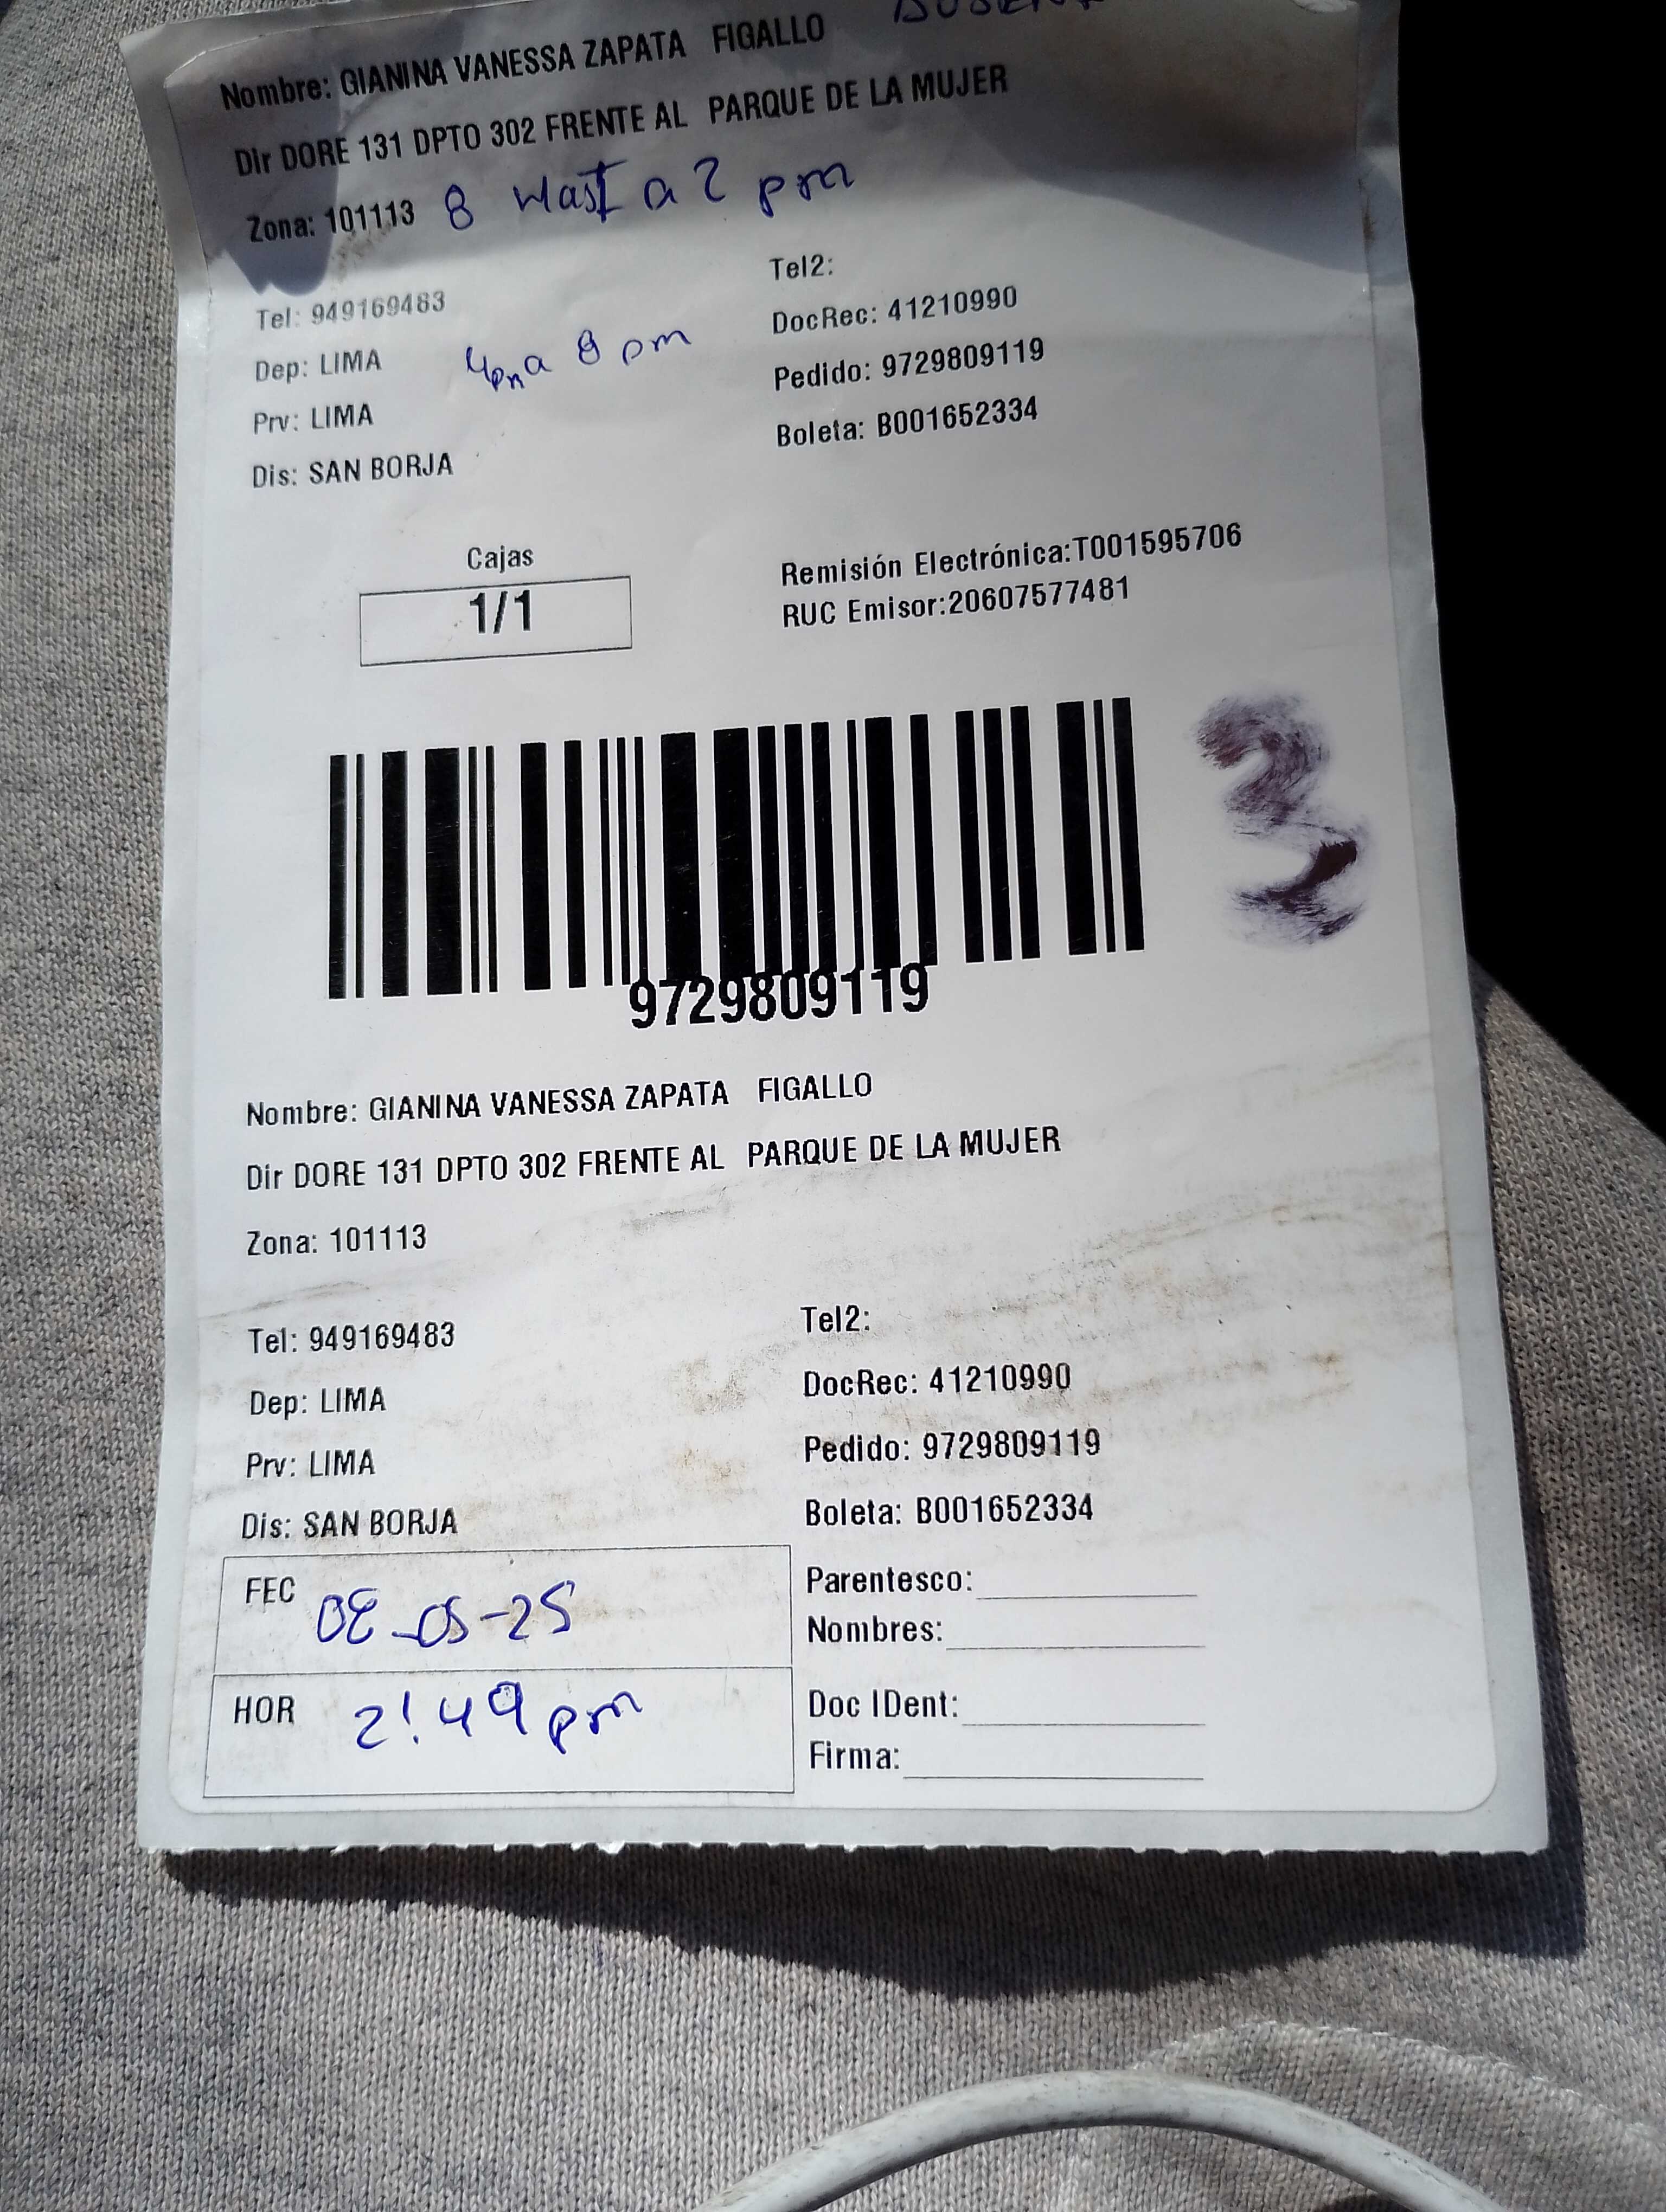 Nombre: GIANINA VANESSA ZAPATA FIGALLO
Dir DORE 131 DPTO 302 FRENTE AL PARQUE DE LA MUJER
Zona: 101113 8 Hast a 2 pm
Tel2:
Tel: 949169483
DocRec: 41210990
Dep: LIMA 4pm a 8 pm
Pedido: 9729809119
Prv: LIMA
Boleta: B001652334
Dis: SAN BORJA
Cajas
1/1
Remisión Electrónica:T001595706
RUC Emisor:20607577481
3
9729809119
Nombre: GIANINA VANESSA ZAPATA FIGALLO
Dir DORE 131 DPTO 302 FRENTE AL PARQUE DE LA MUJER
Zona: 101113
Tel2:
Tel: 949169483
DocRec: 41210990
Dep: LIMA
Pedido: 9729809119
Prv: LIMA
Boleta: B001652334
Dis: SAN BORJA
FEC -05-25
Parentesco:
Nombres:
HOR 2:49 pm
Doc IDent:
Firma: